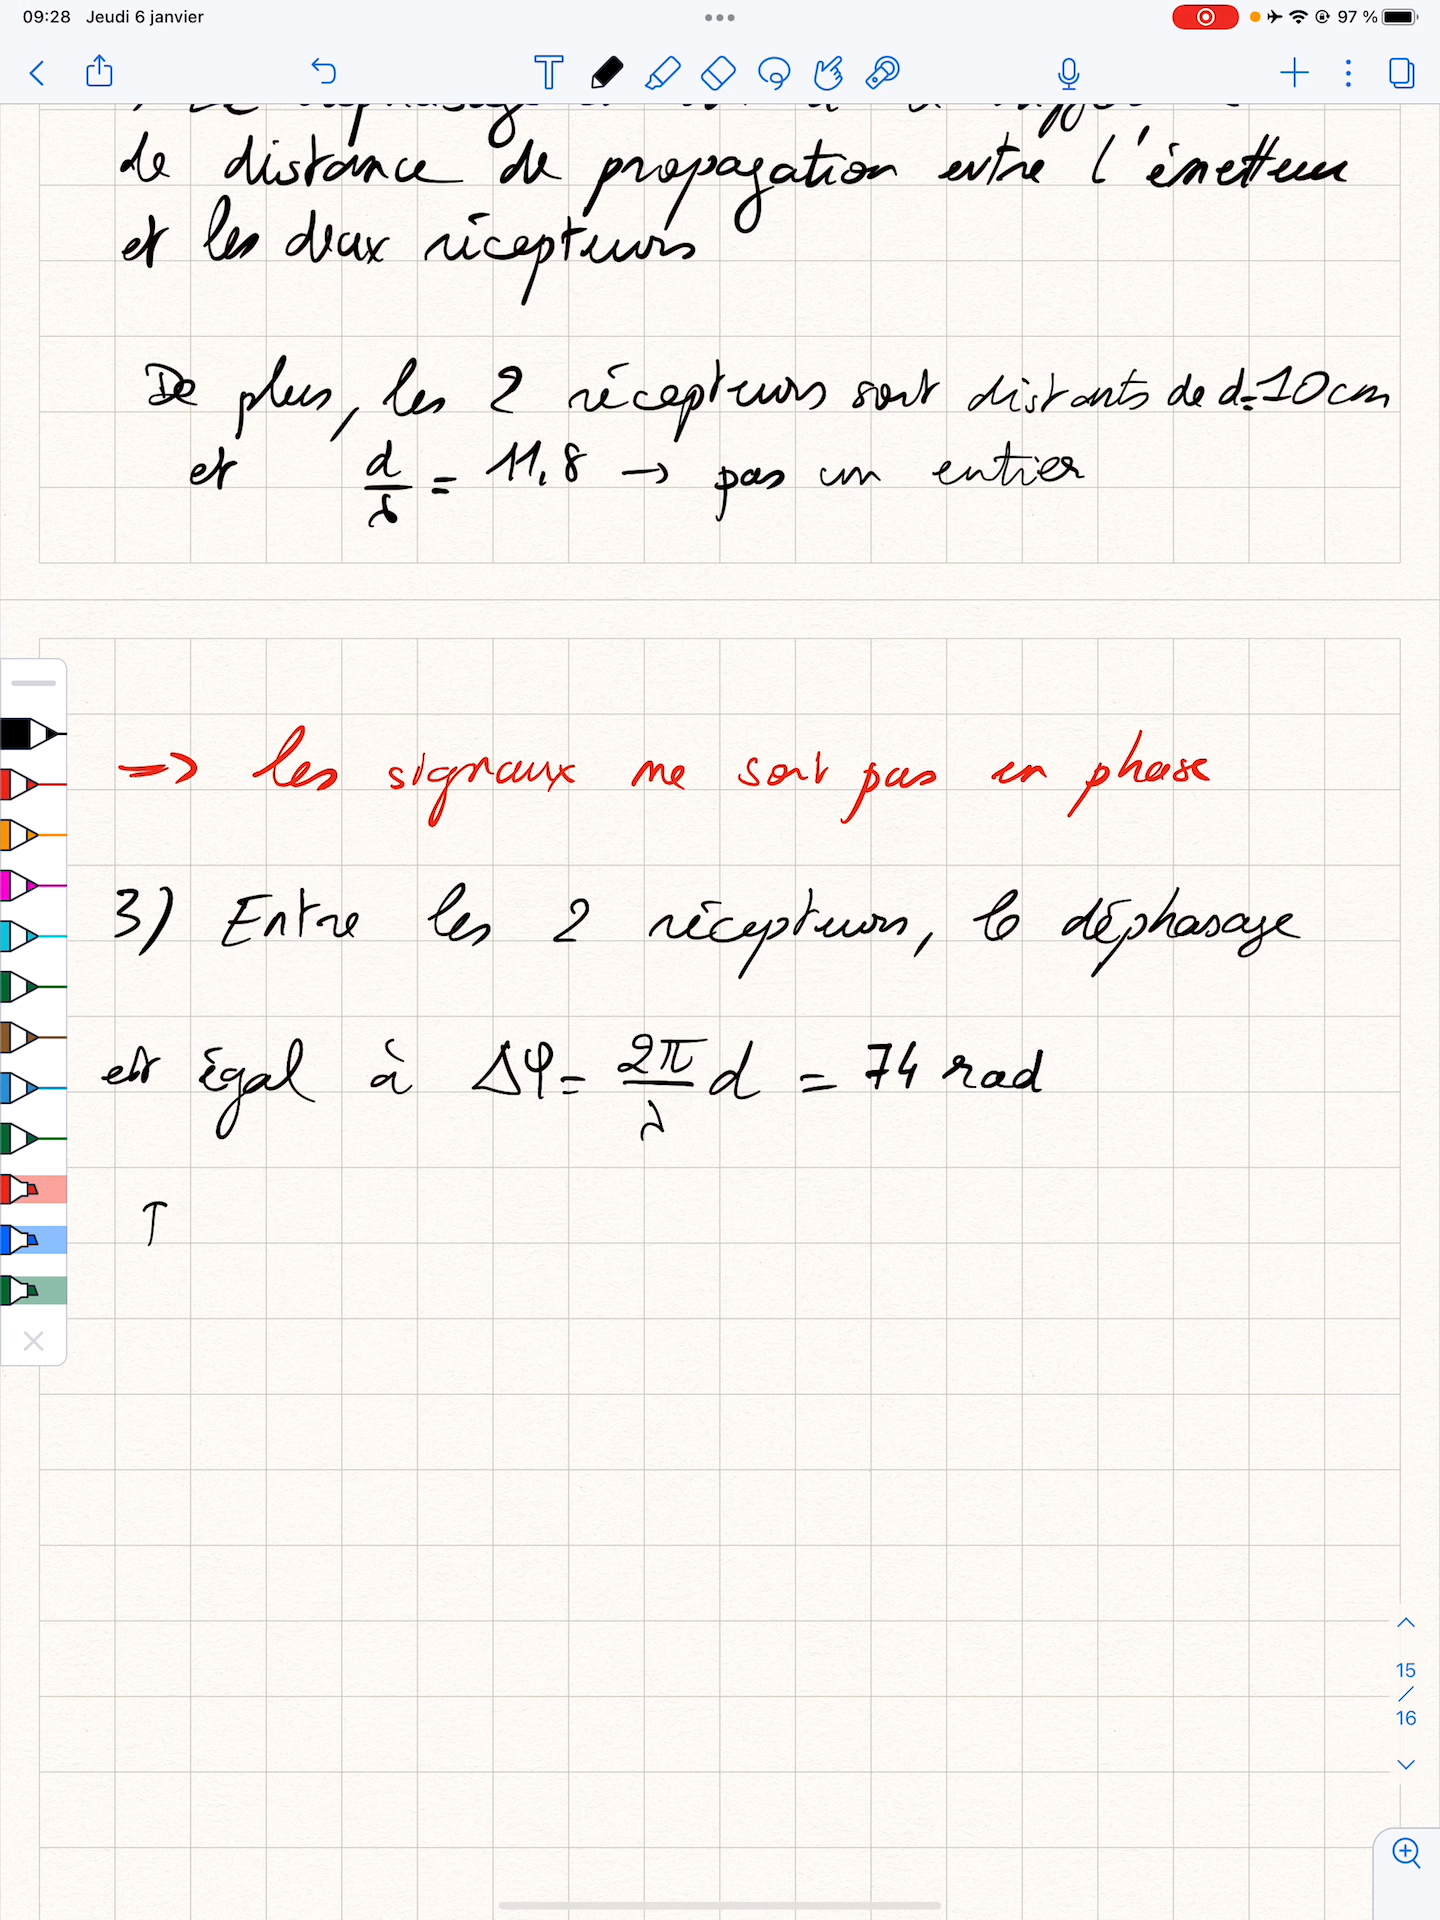 09:28 Jeudi 6 janvier
97 %
de distance de propagation entre l'émetteur
et les deux récepteurs
De plus, les 2 récepteurs sont distants de d=10cm
et d/λ = 11,8 → pas un entier
=> les signaux ne sont pas en phase
3) Entre les 2 récepteurs, le déphasage
est égal à Δφ = 2π/λ d = 74 rad
15
/
16